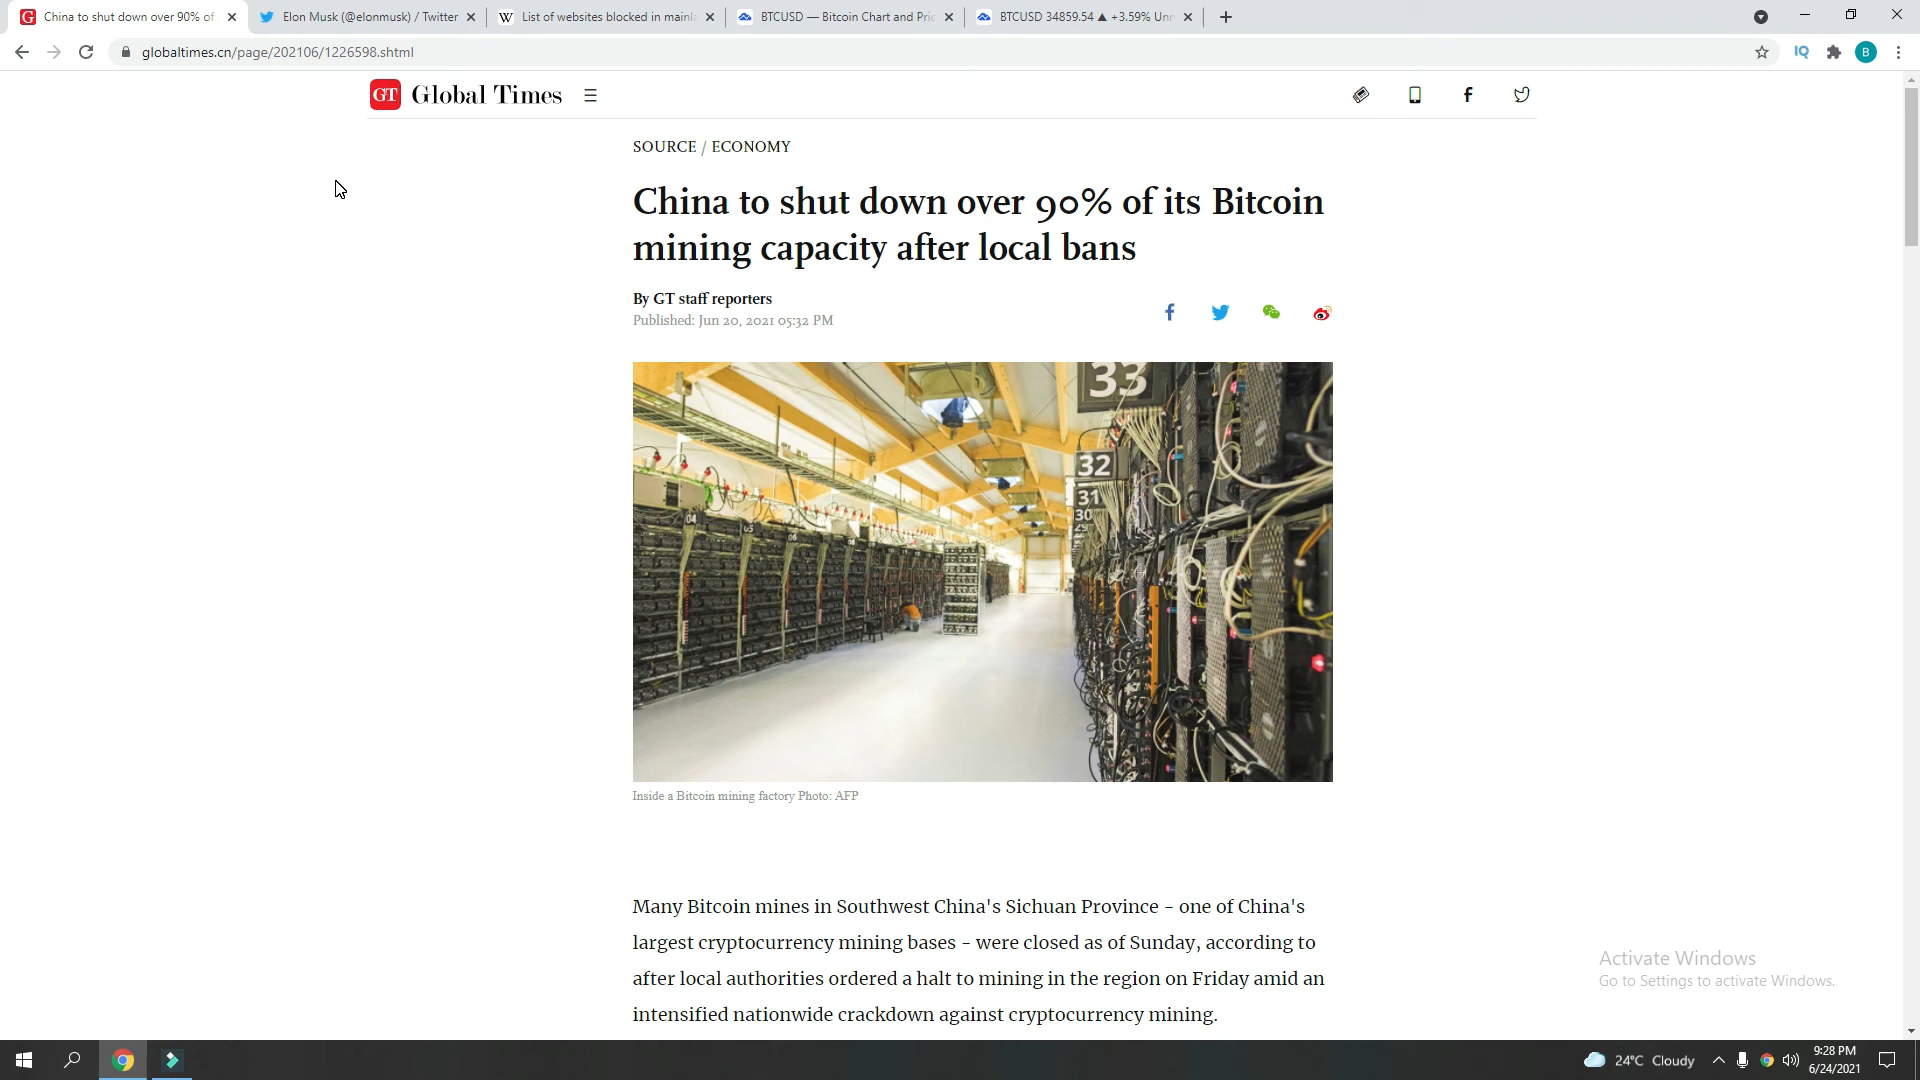 China to shut down over 90% of
Elon Musk (@elonmusk) / Twitter
List of websites blocked in mainl
BTCUSD — Bitcoin Chart and Pric
BTCUSD 34859.54 ▲ +3.59% Unn
globaltimes.cn/page/202106/1226598.shtml
IQ
B
GT Global Times
SOURCE / ECONOMY
China to shut down over 90% of its Bitcoin
mining capacity after local bans
By GT staff reporters
Published: Jun 20, 2021 05:32 PM
33
32
31
30
04
Inside a Bitcoin mining factory Photo: AFP
Many Bitcoin mines in Southwest China's Sichuan Province - one of China's
largest cryptocurrency mining bases - were closed as of Sunday, according to
after local authorities ordered a halt to mining in the region on Friday amid an
intensified nationwide crackdown against cryptocurrency mining.
Activate Windows
Go to Settings to activate Windows.
24°C Cloudy
9:28 PM
6/24/2021